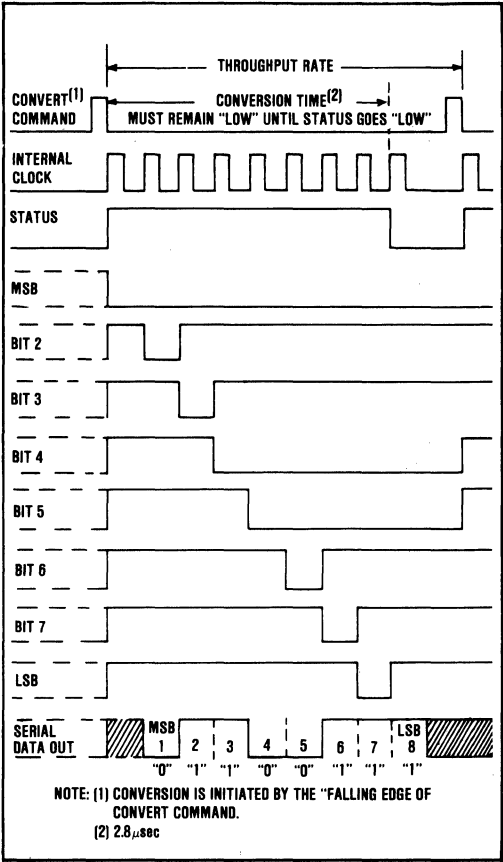 THROUGHPUT RATE
CONVERT(1)
COMMAND
CONVERSION TIME(2)
MUST REMAIN "LOW" UNTIL STATUS GOES "LOW"
INTERNAL
CLOCK
STATUS
MSB
BIT 2
BIT 3
BIT 4
BIT 5
BIT 6
BIT 7
LSB
SERIAL
DATA OUT
MSB
1 2 3 4 5 6 7
LSB
8
"0" "1" "1" "0" "0" "1" "1" "1"
NOTE: (1) CONVERSION IS INITIATED BY THE "FALLING EDGE OF
CONVERT COMMAND.
(2) 2.8µsec